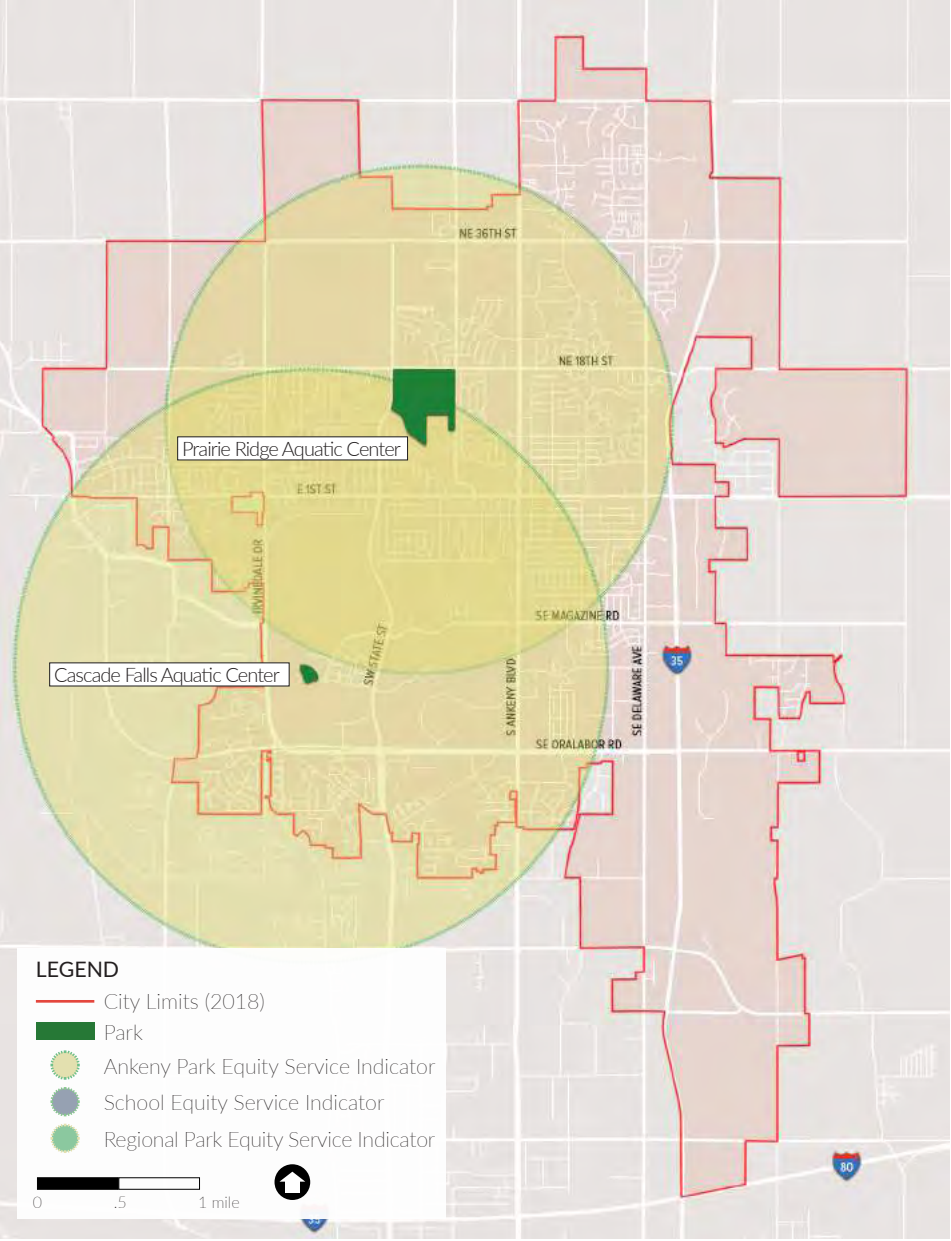 NE 36TH ST
NE 18TH ST
Prairie Ridge Aquatic Center
E 1ST ST
IRVINEDALE DR
SE MAGAZINE RD
SW STATE ST
35
Cascade Falls Aquatic Center
S ANKENY BLVD
SE DELAWARE AVE
SE ORALABOR RD
LEGEND
City Limits (2018)
Park
Ankeny Park Equity Service Indicator
School Equity Service Indicator
Regional Park Equity Service Indicator
80
0 .5 1 mile
35